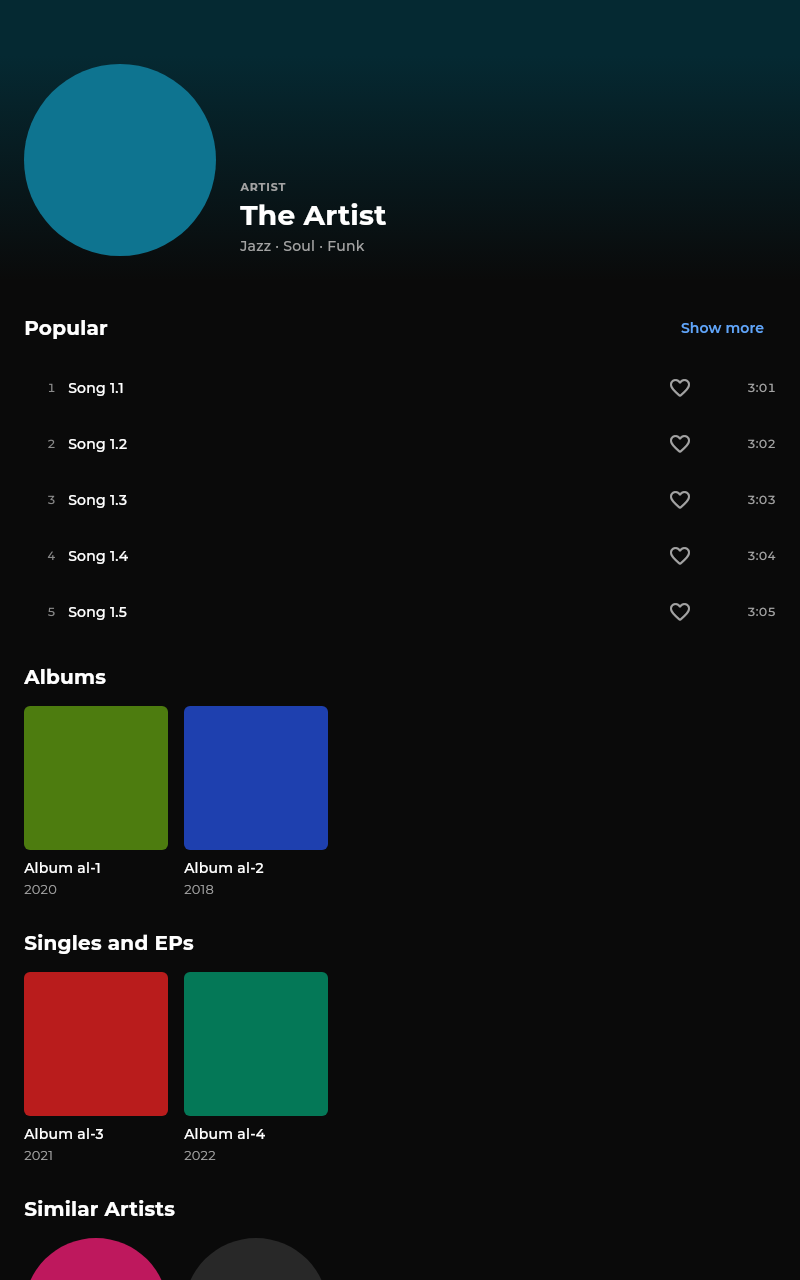 ARTIST
The Artist
Jazz · Soul · Funk
Popular
Show more
1 Song 1.1 3:01
2 Song 1.2 3:02
3 Song 1.3 3:03
4 Song 1.4 3:04
5 Song 1.5 3:05
Albums
Album al-1
2020
Album al-2
2018
Singles and EPs
Album al-3
2021
Album al-4
2022
Similar Artists